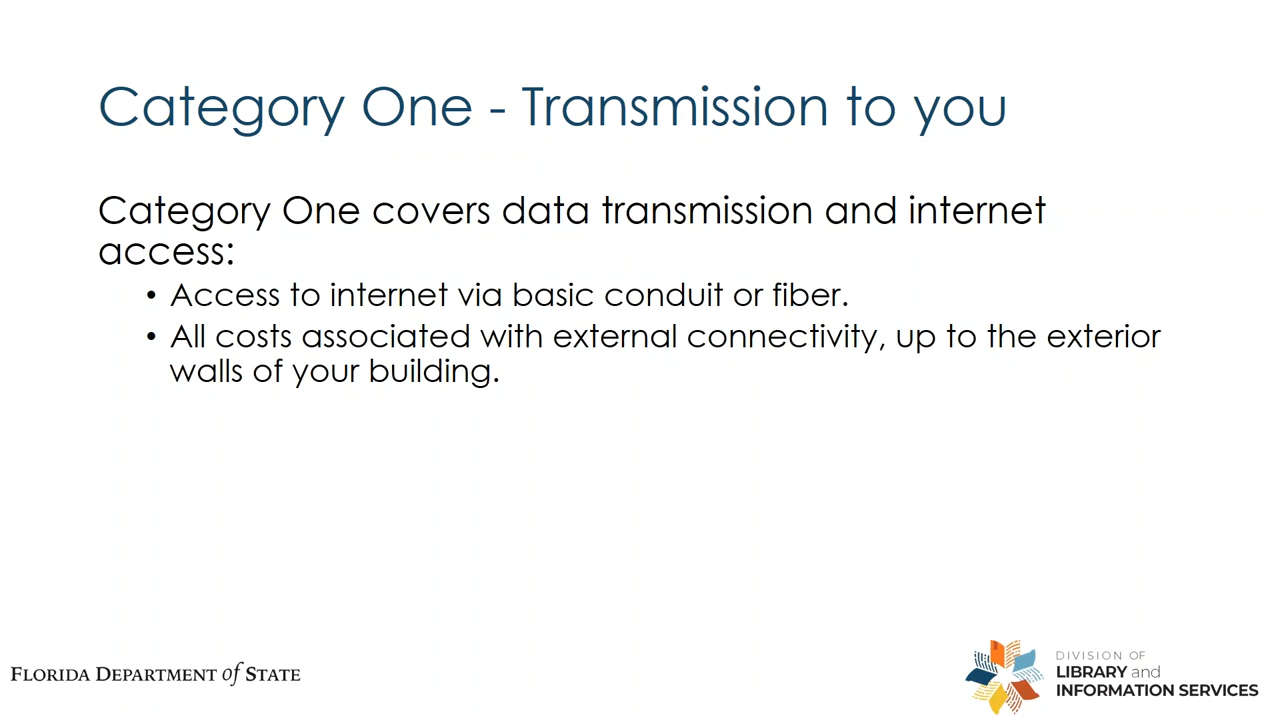 Category One - Transmission to you
Category One covers data transmission and internet
access:
• Access to internet via basic conduit or fiber.
• All costs associated with external connectivity, up to the exterior
walls of your building.
FLORIDA DEPARTMENT of STATE
DIVISION OF
LIBRARY and
INFORMATION SERVICES